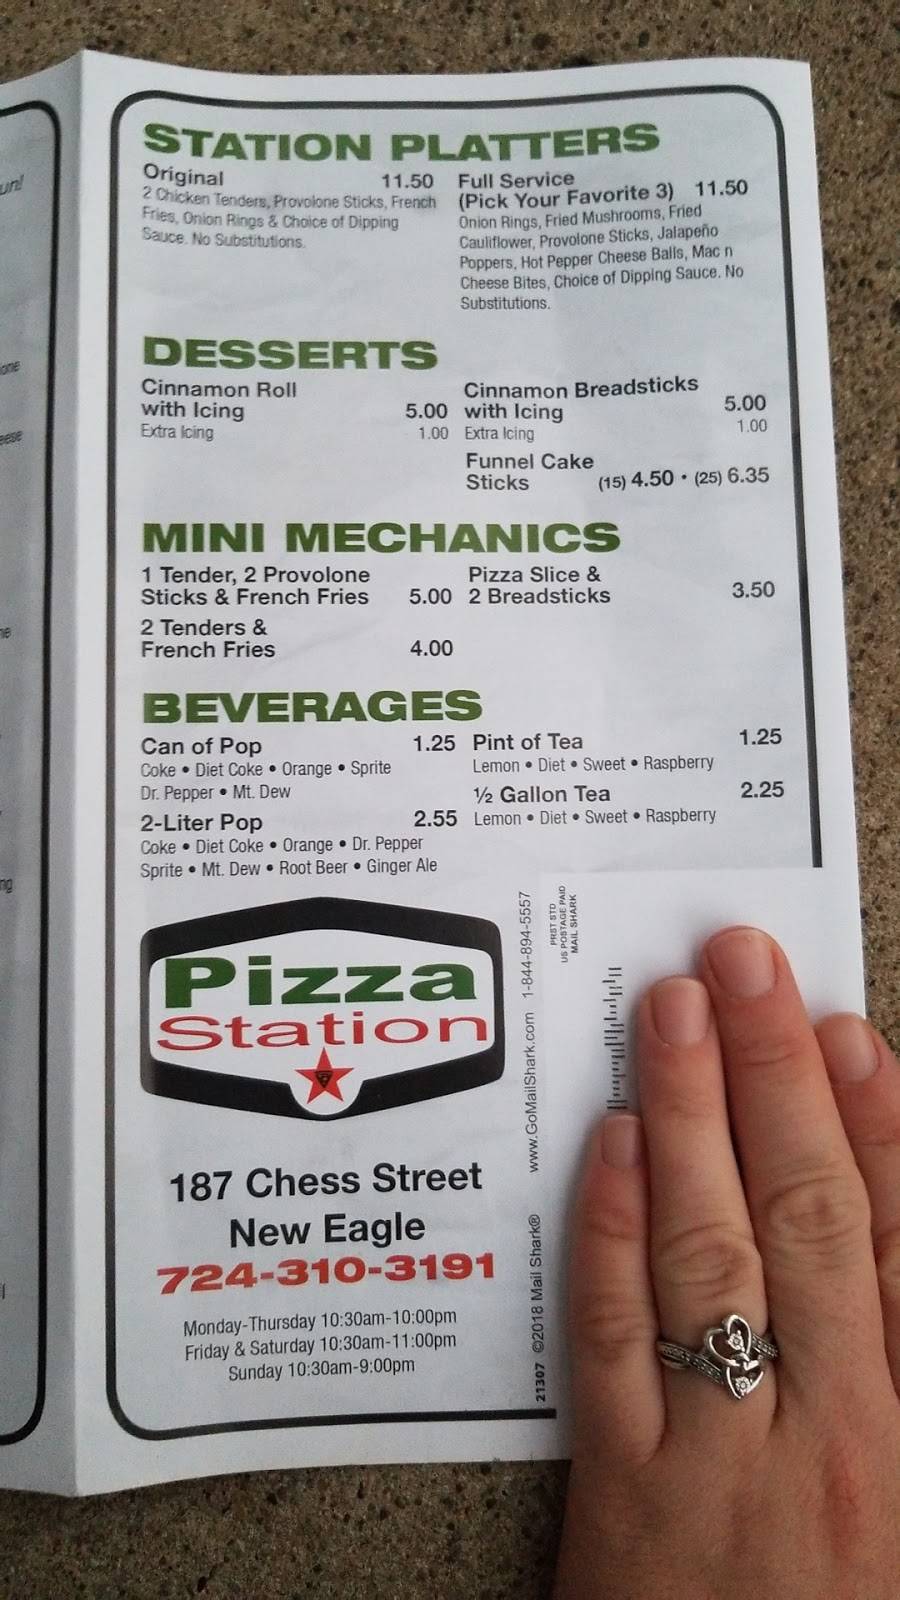 STATION PLATTERS
Original 11.50
2 Chicken Tenders, Provolone Sticks, French
Fries, Onion Rings & Choice of Dipping
Sauce. No Substitutions.
Full Service
(Pick Your Favorite 3) 11.50
Onion Rings, Fried Mushrooms, Fried
Cauliflower, Provolone Sticks, Jalapeño
Poppers, Hot Pepper Cheese Balls, Mac n
Cheese Bites, Choice of Dipping Sauce. No
Substitutions.
DESSERTS
Cinnamon Roll
with Icing 5.00
Extra Icing 1.00
Cinnamon Breadsticks
with Icing 5.00
Extra Icing 1.00
Funnel Cake
Sticks (15) 4.50 • (25) 6.35
MINI MECHANICS
1 Tender, 2 Provolone
Sticks & French Fries 5.00
2 Tenders &
French Fries 4.00
Pizza Slice &
2 Breadsticks 3.50
BEVERAGES
Can of Pop 1.25
Coke • Diet Coke • Orange • Sprite
Dr. Pepper • Mt. Dew
2-Liter Pop 2.55
Coke • Diet Coke • Orange • Dr. Pepper
Sprite • Mt. Dew • Root Beer • Ginger Ale
Pint of Tea 1.25
Lemon • Diet • Sweet • Raspberry
½ Gallon Tea 2.25
Lemon • Diet • Sweet • Raspberry
Pizza
Station
187 Chess Street
New Eagle
724-310-3191
Monday-Thursday 10:30am-10:00pm
Friday & Saturday 10:30am-11:00pm
Sunday 10:30am-9:00pm
21307 ©2018 Mail Shark® www.GoMailShark.com 1-844-894-5557
PRST STD
US POSTAGE PAID
MAIL SHARK